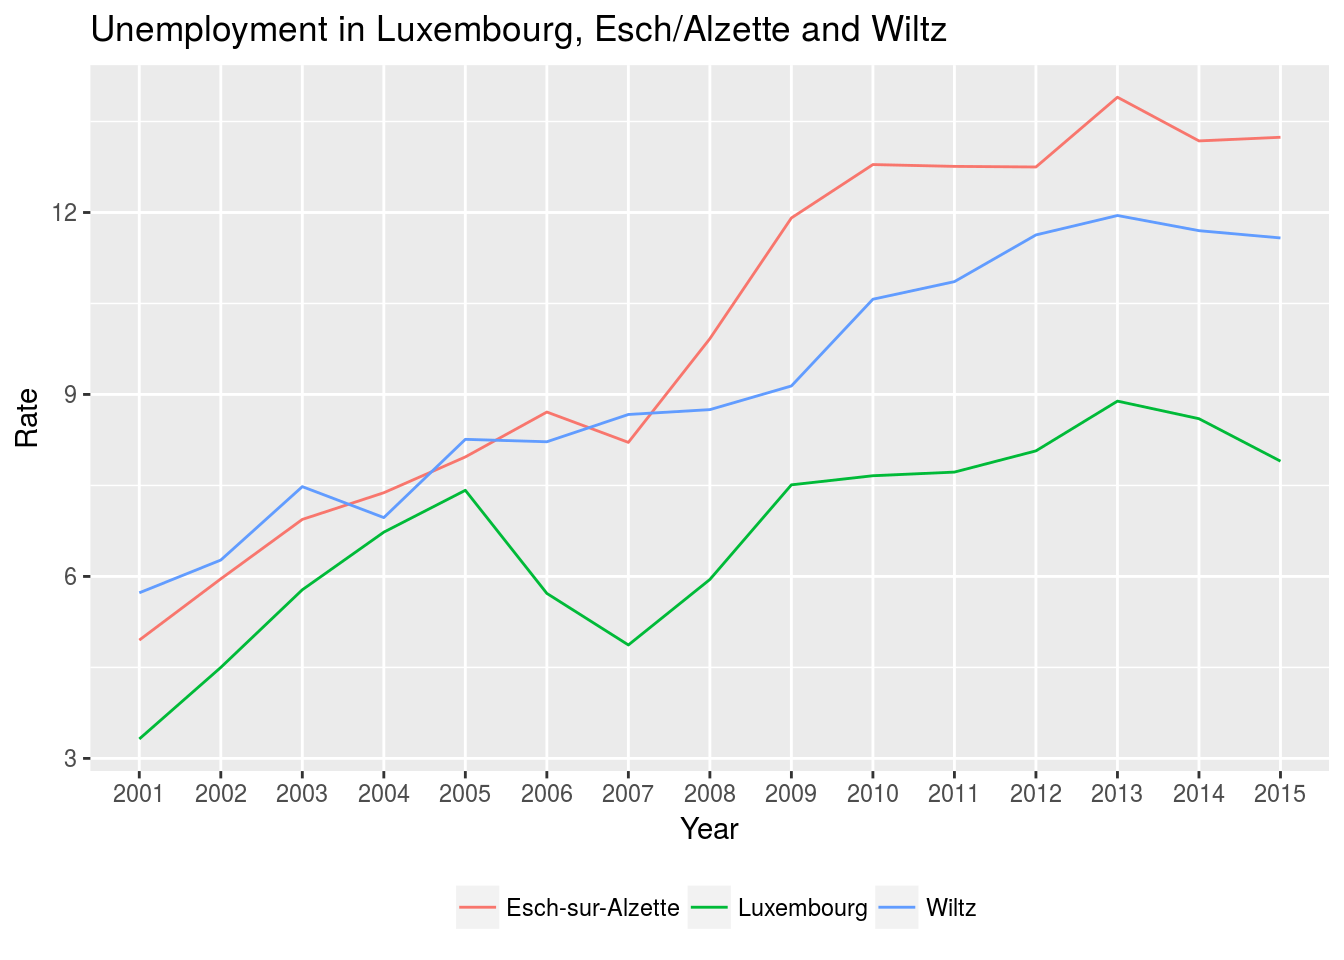 Unemployment in Luxembourg, Esch/Alzette and Wiltz
Rate
12
9
6
3
2001 2002 2003 2004 2005 2006 2007 2008 2009 2010 2011 2012 2013 2014 2015
Year
Esch-sur-Alzette Luxembourg Wiltz